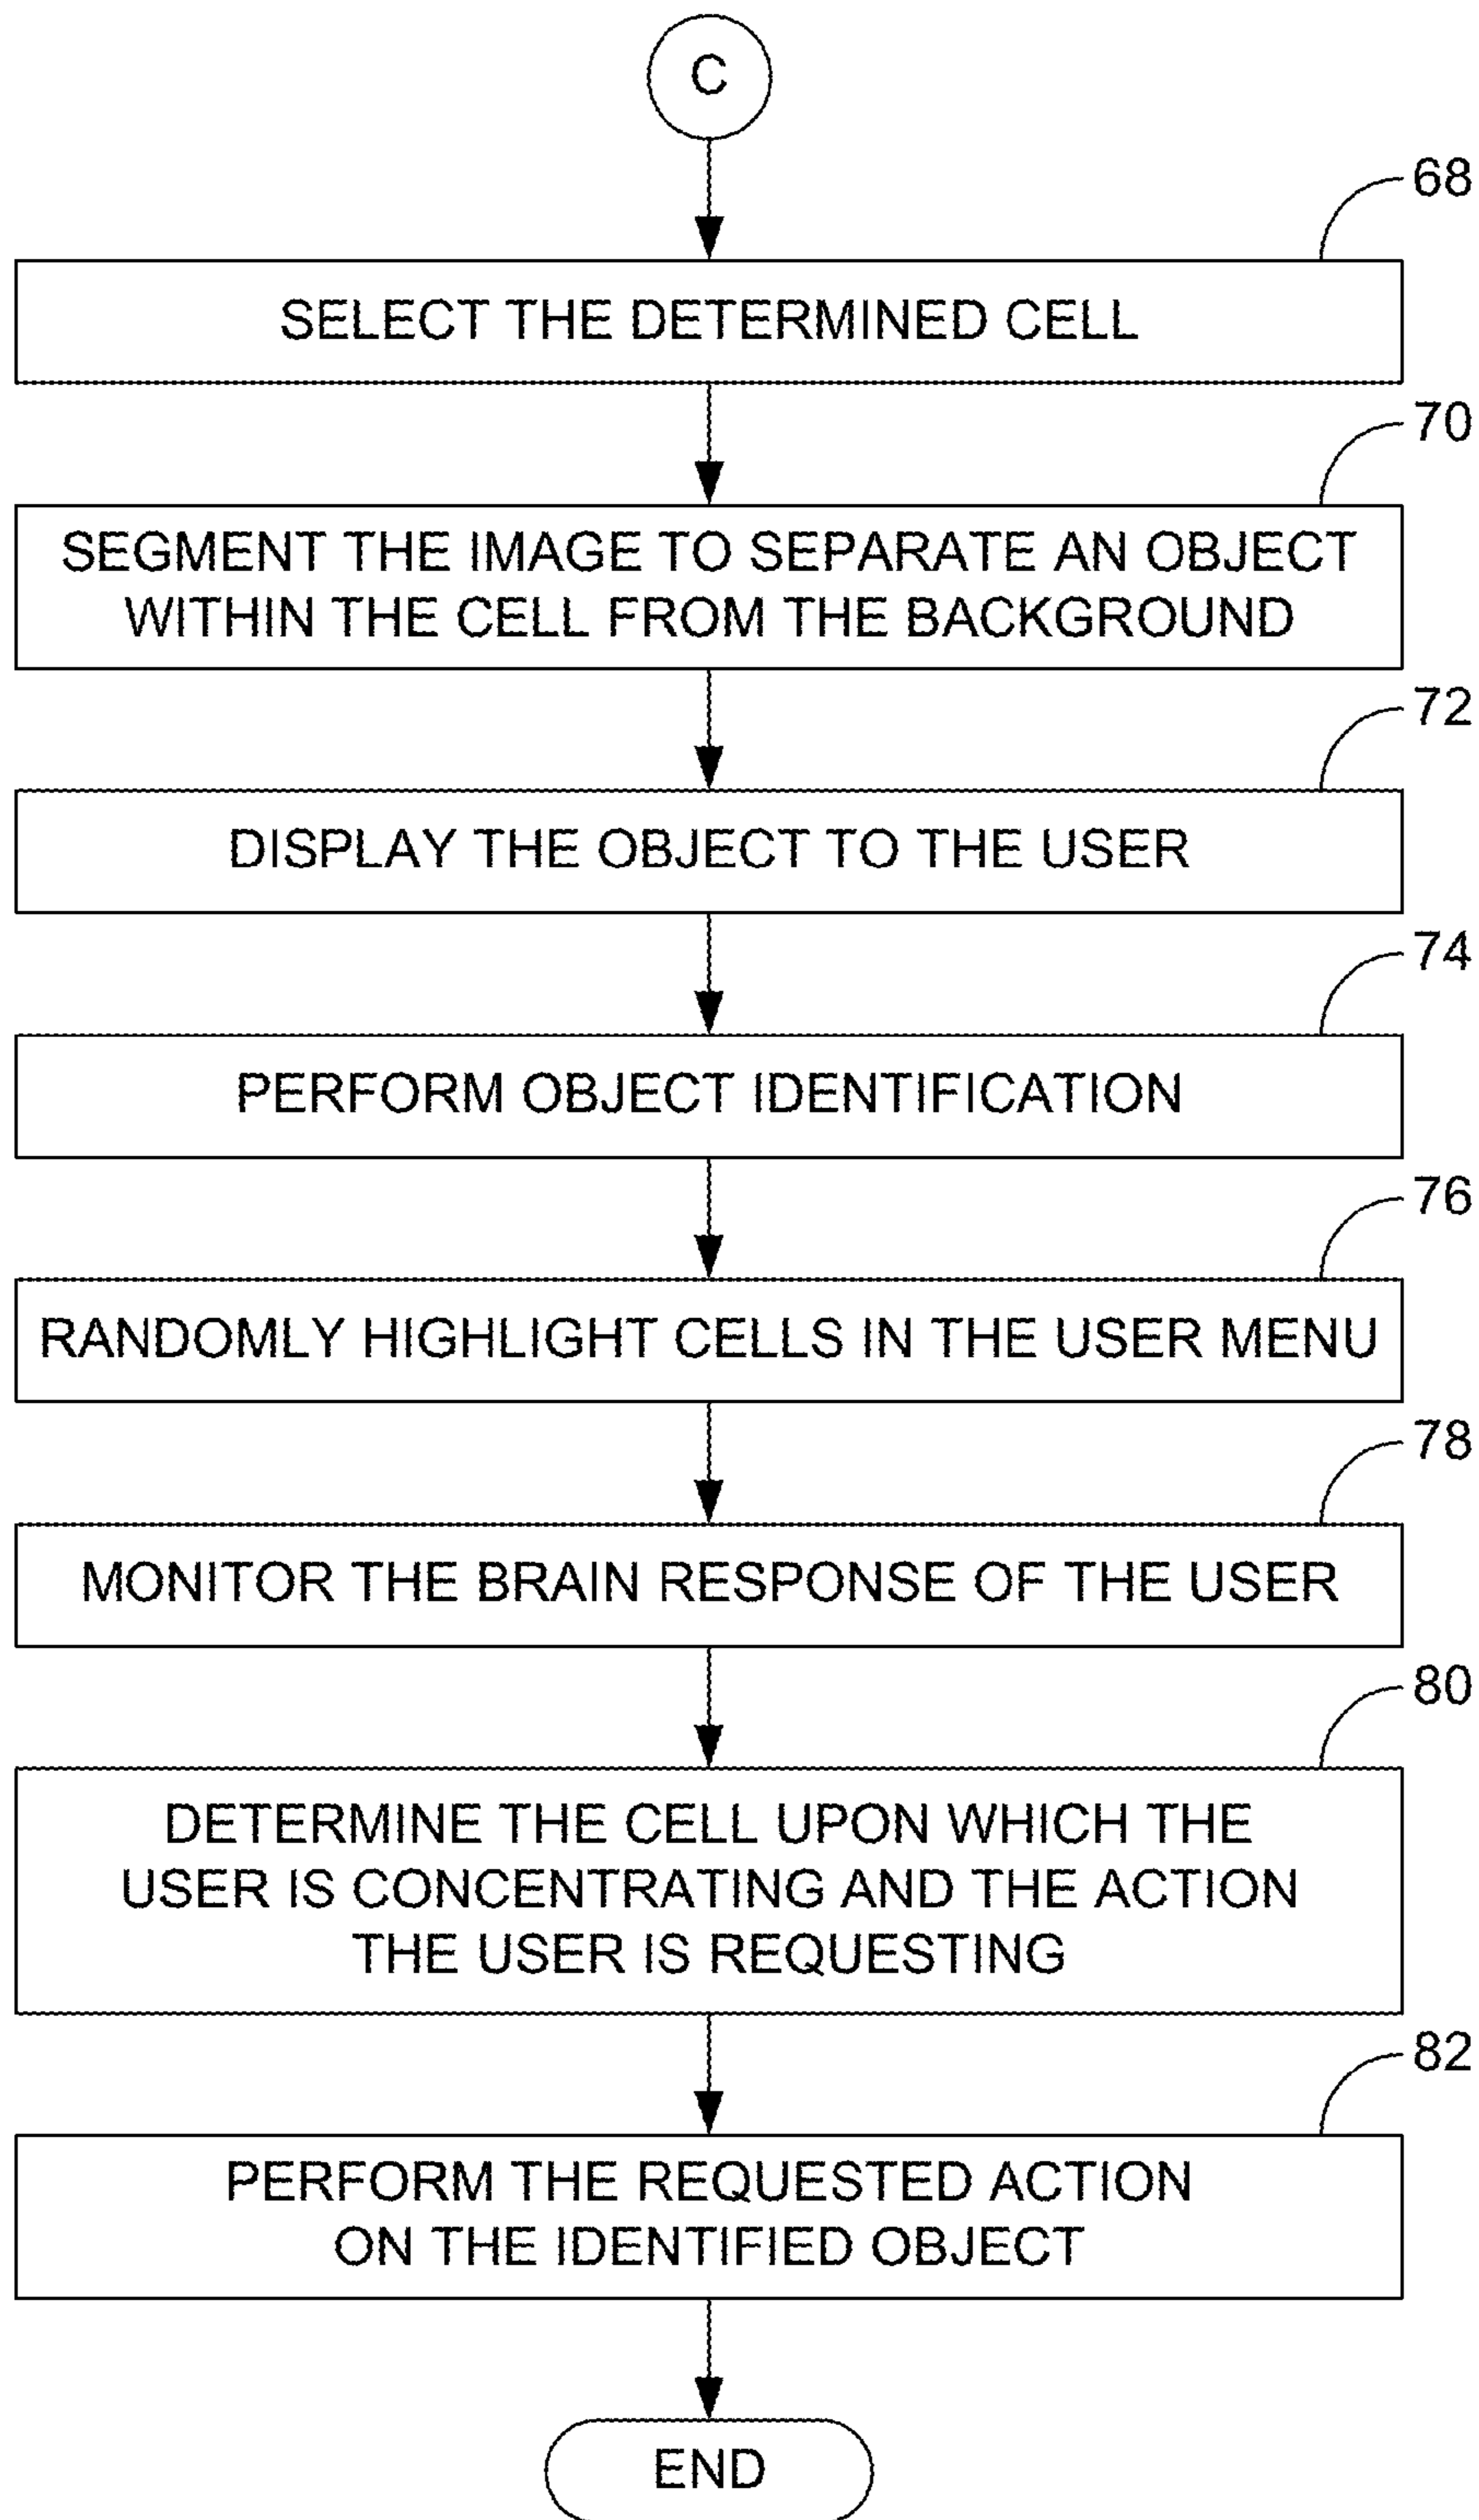 C
68
SELECT THE DETERMINED CELL
70
SEGMENT THE IMAGE TO SEPARATE AN OBJECT
WITHIN THE CELL FROM THE BACKGROUND
72
DISPLAY THE OBJECT TO THE USER
74
PERFORM OBJECT IDENTIFICATION
76
RANDOMLY HIGHLIGHT CELLS IN THE USER MENU
78
MONITOR THE BRAIN RESPONSE OF THE USER
80
DETERMINE THE CELL UPON WHICH THE
USER IS CONCENTRATING AND THE ACTION
THE USER IS REQUESTING
82
PERFORM THE REQUESTED ACTION
ON THE IDENTIFIED OBJECT
END